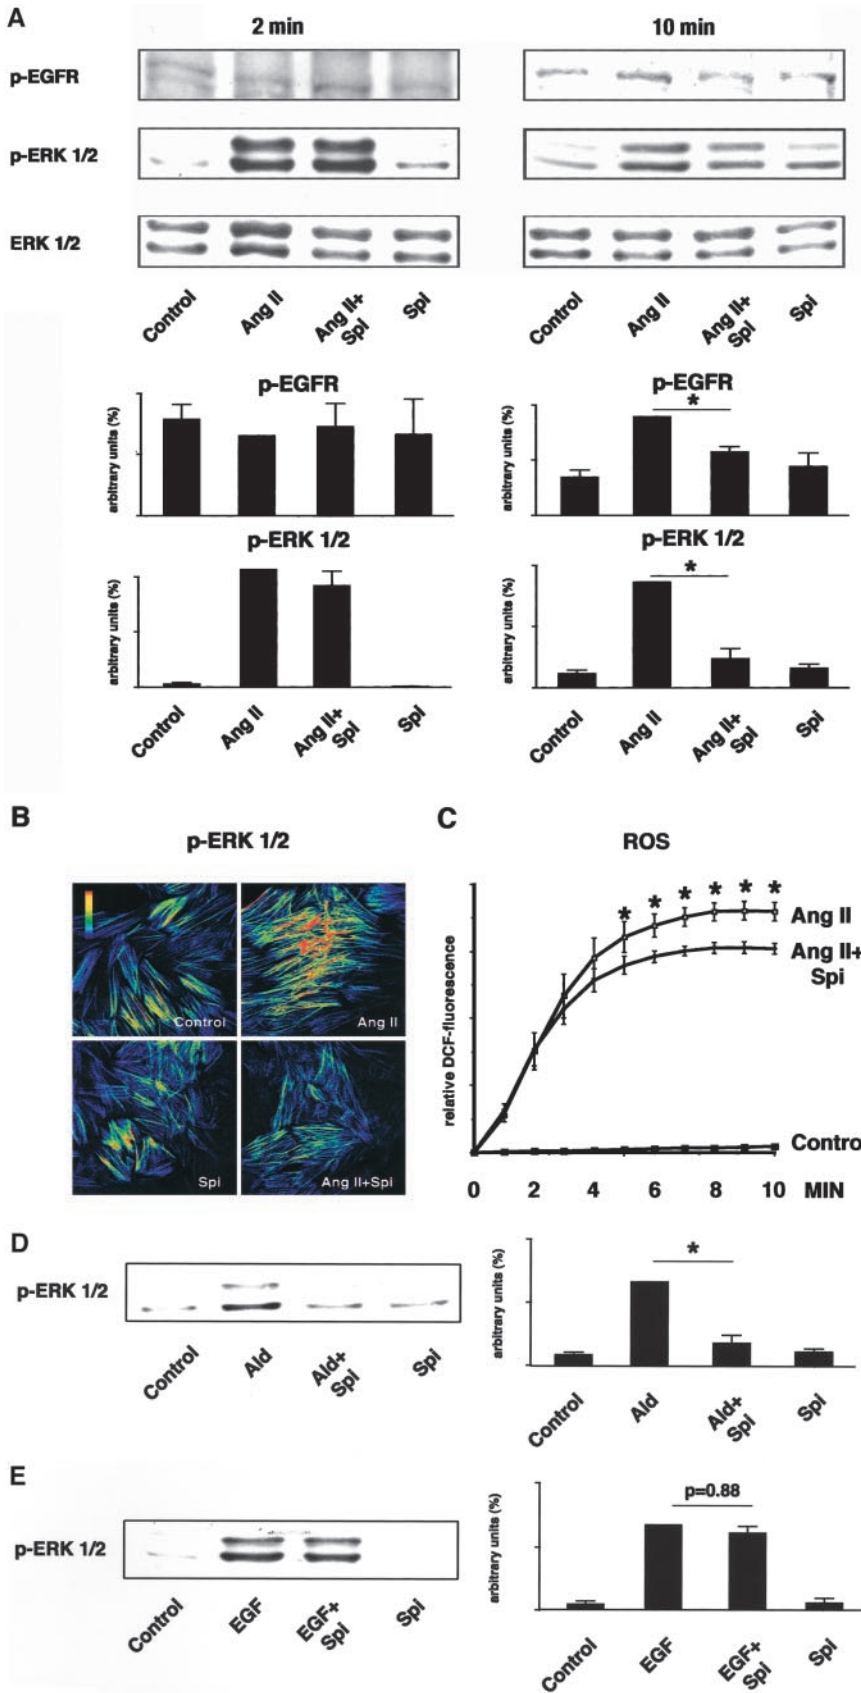 A
2 min
10 min
p-EGFR
p-ERK 1/2
ERK 1/2
Control
Ang II
Ang II+
Spi
Spi
Control
Ang II
Ang II+
Spi
Spi
p-EGFR
arbitrary units (%)
p-EGFR
*
arbitrary units (%)
p-ERK 1/2
arbitrary units (%)
p-ERK 1/2
*
arbitrary units (%)
Control
Ang II
Ang II+
Spi
Spi
Control
Ang II
Ang II+
Spi
Spi
B
p-ERK 1/2
Control
Ang II
Spi
Ang II+Spi
C
ROS
relative DCF-fluorescence
* * * * * *
Ang II
Ang II+
Spi
Contro
0 2 4 6 8 10 MIN
D
p-ERK 1/2
Control
Ald
Ald+
Spi
Spi
arbitrary units (%)
*
Control
Ald
Ald+
Spi
Spi
E
p-ERK 1/2
Control
EGF
EGF+
Spi
Spi
arbitrary units (%)
p=0.88
Control
EGF
EGF+
Spi
Spi